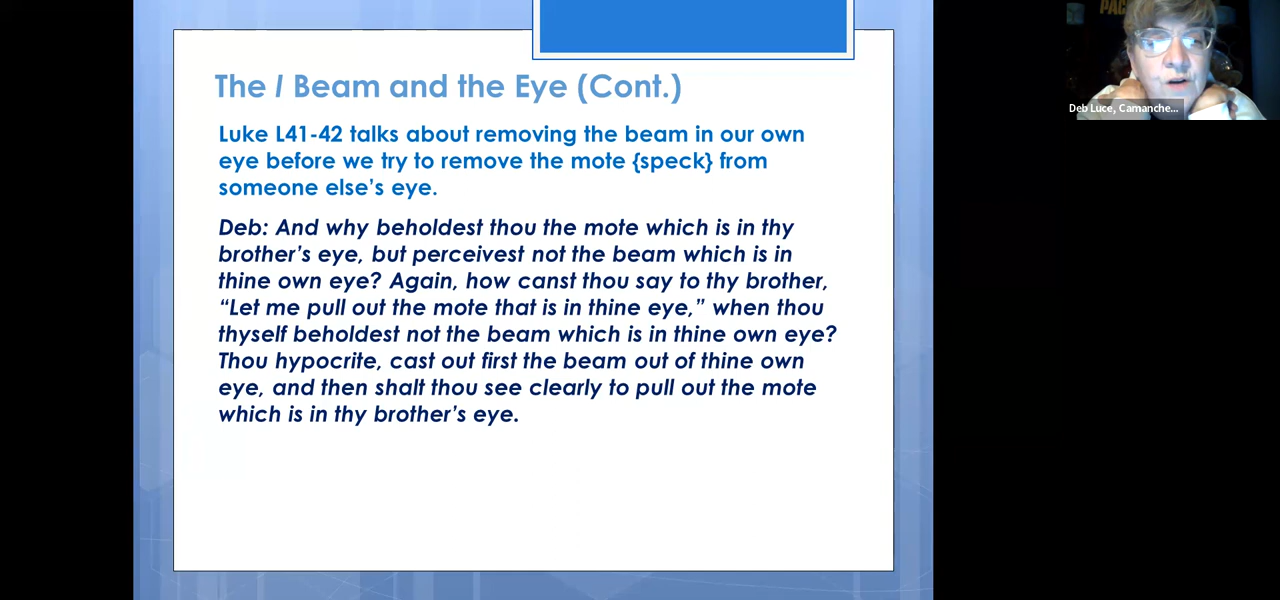 PAC
The I Beam and the Eye (Cont.)
Deb Luce, Camanche...
Luke L41-42 talks about removing the beam in our own
eye before we try to remove the mote {speck} from
someone else’s eye.
Deb: And why beholdest thou the mote which is in thy
brother’s eye, but perceivest not the beam which is in
thine own eye? Again, how canst thou say to thy brother,
“Let me pull out the mote that is in thine eye,” when thou
thyself beholdest not the beam which is in thine own eye?
Thou hypocrite, cast out first the beam out of thine own
eye, and then shalt thou see clearly to pull out the mote
which is in thy brother’s eye.